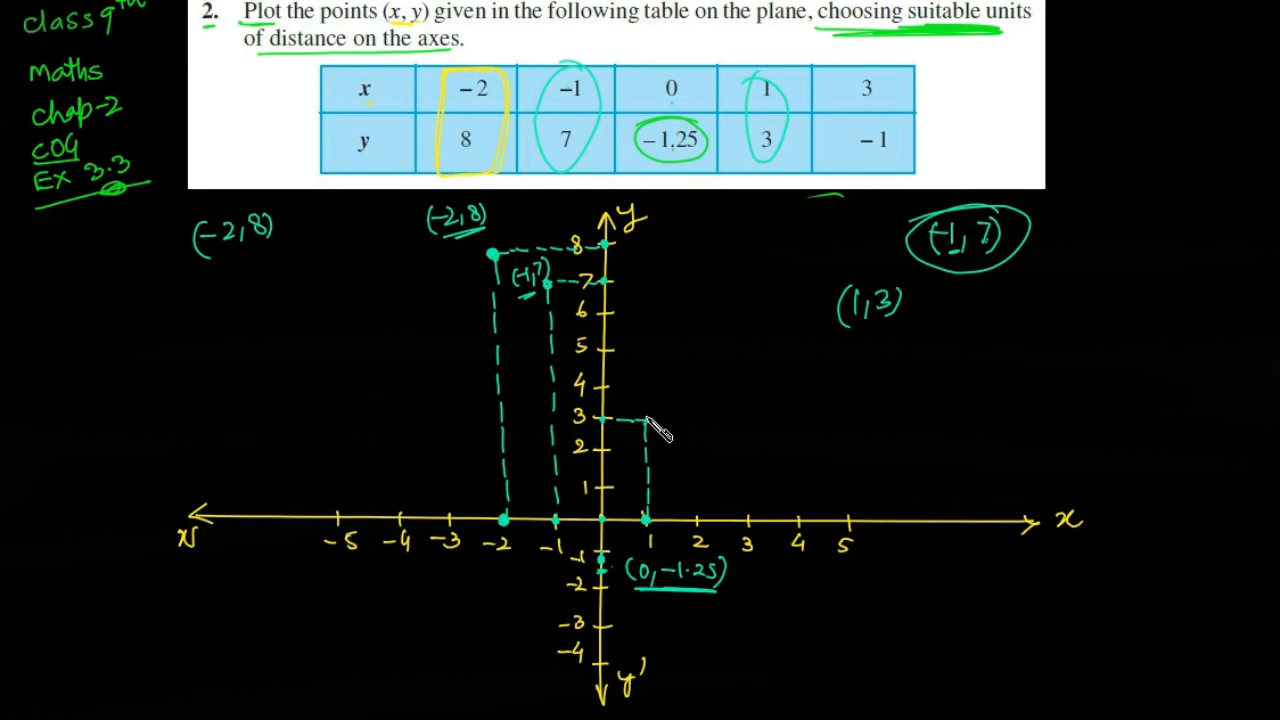 class 9th
maths
chap-2
COG
EX 3.3
2. Plot the points (x, y) given in the following table on the plane, choosing suitable units
of distance on the axes.
x -2 -1 0 1 3
y 8 7 -1.25 3 -1
(-2,8)
(-2,8)
y
(-1, 7)
(1,3)
(-1,7)
8
7
6
5
4
3
2
1
x' x
-5 -4 -3 -2 -1 1 2 3 4 5
-1
(0,-1.25)
-2
-3
-4
y'